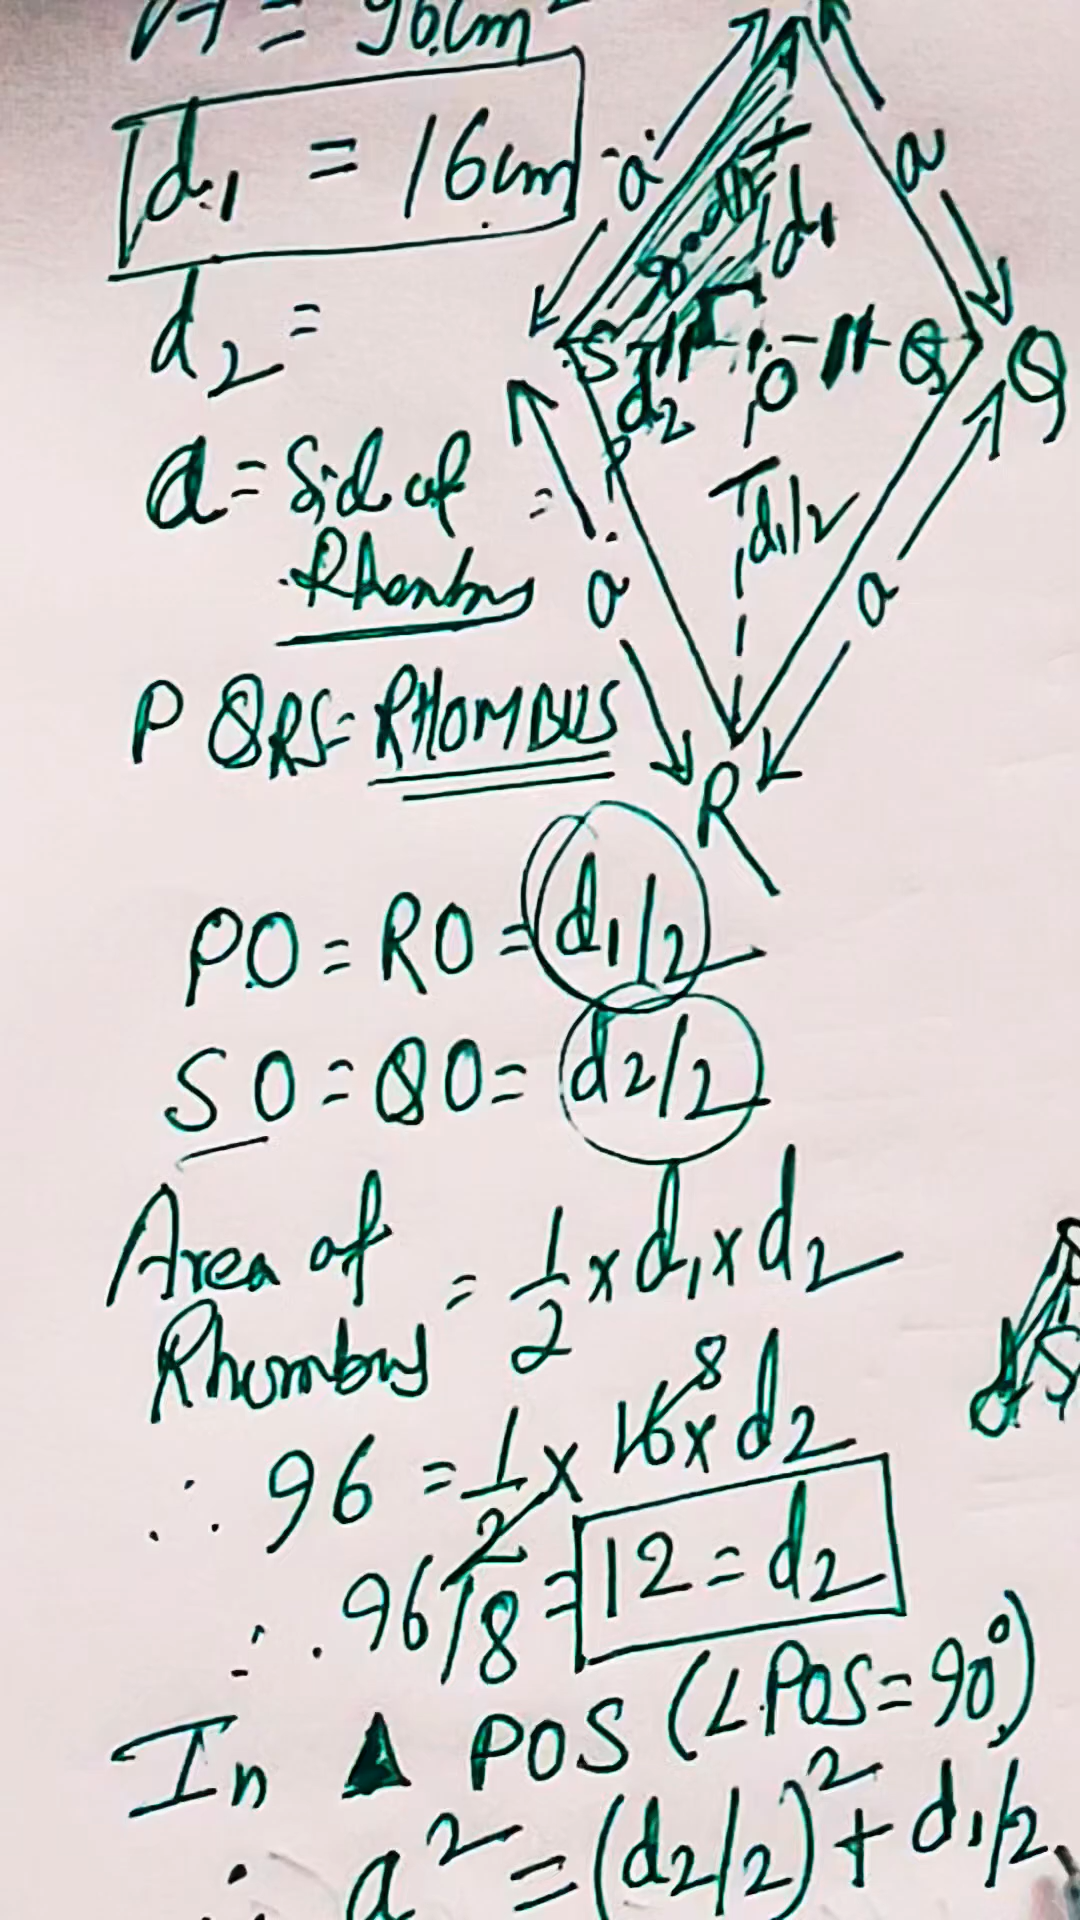 = 96cm²
d1 = 16cm
d2 =
a = Side of =
Rhombus
PQRS = RHOMBUS
a
a
d1
S
O
Q
Q
d2
d1/2
a
a
R
PO = RO = d1/2
SO = QO = d2/2
Area of Rhumbus = 1/2 x d1 x d2
∴ 96 = 1/2 x 16 x d2
8
∴ 96/8 = 12 = d2
In ▲ POS (∠POS = 90°)
∴ a² = (d2/2)² + d1/2